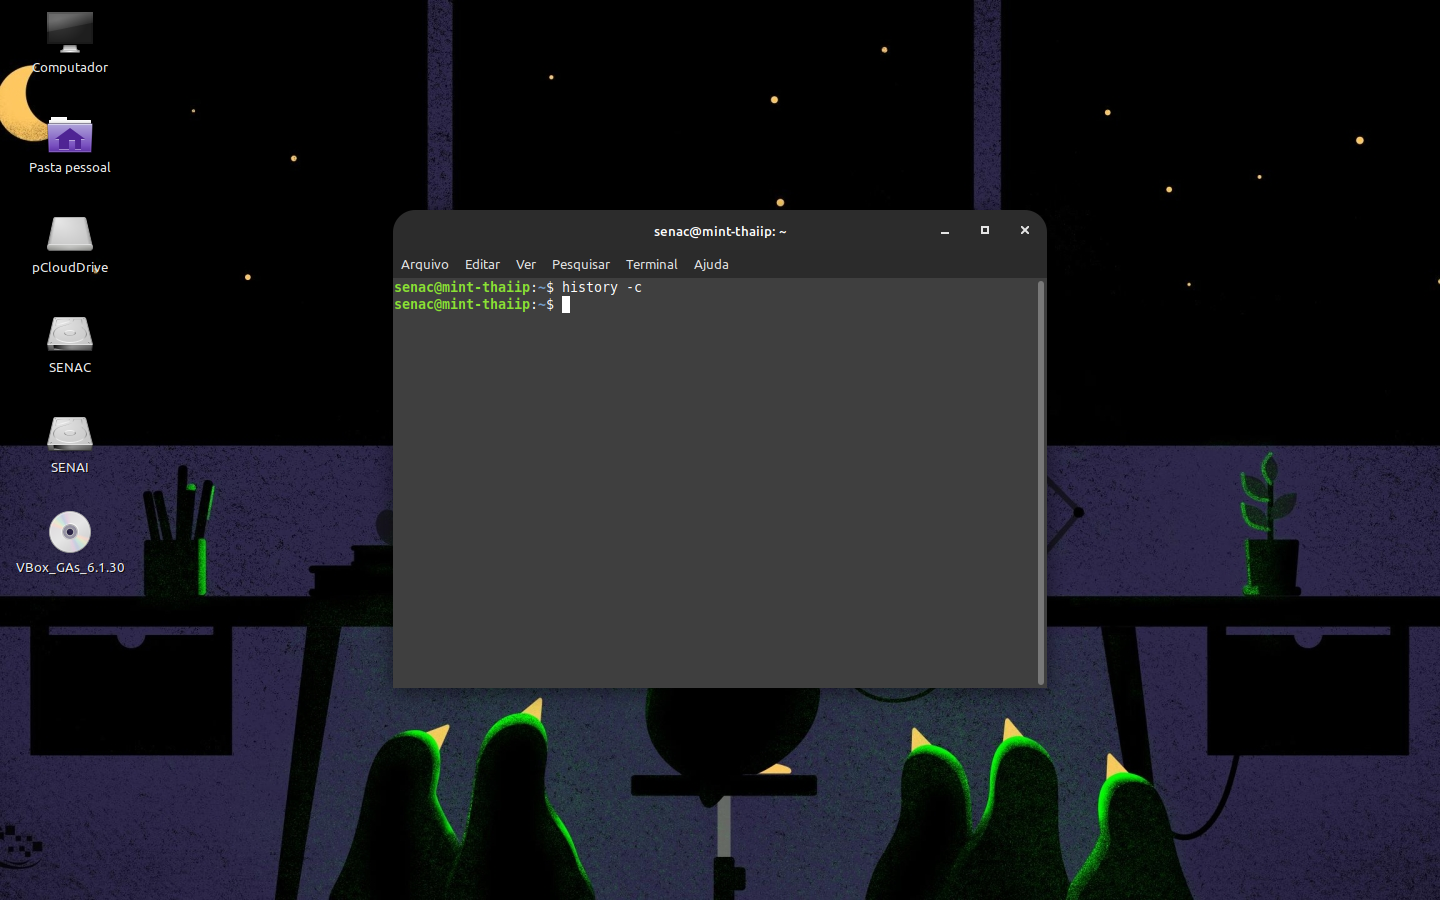 Computador
Pasta pessoal
pCloudDrive
SENAC
SENAI
VBox_GAs_6.1.30
senac@mint-thaiip: ~
Arquivo Editar Ver Pesquisar Terminal Ajuda
senac@mint-thaiip:~$ history -c
senac@mint-thaiip:~$